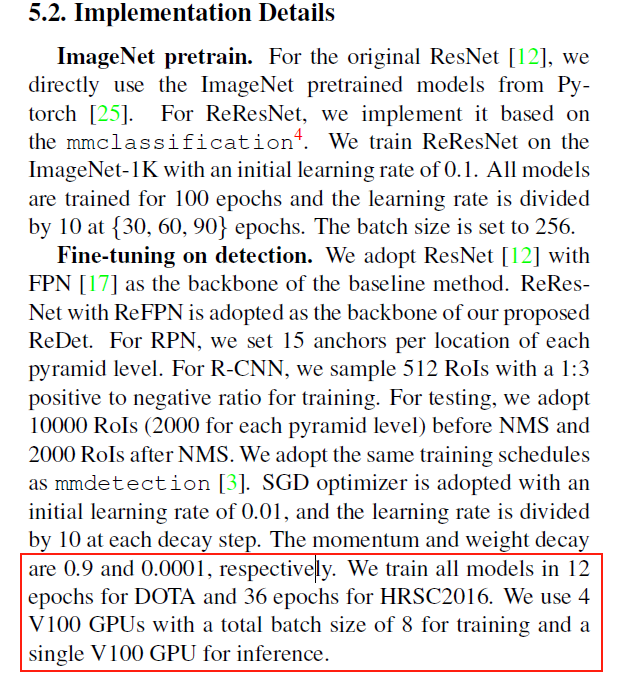 5.2. Implementation Details
ImageNet pretrain. For the original ResNet [12], we
directly use the ImageNet pretrained models from Py-
torch [25]. For ReResNet, we implement it based on
the mmclassification4. We train ReResNet on the
ImageNet-1K with an initial learning rate of 0.1. All models
are trained for 100 epochs and the learning rate is divided
by 10 at {30, 60, 90} epochs. The batch size is set to 256.
Fine-tuning on detection. We adopt ResNet [12] with
FPN [17] as the backbone of the baseline method. ReRes-
Net with ReFPN is adopted as the backbone of our proposed
ReDet. For RPN, we set 15 anchors per location of each
pyramid level. For R-CNN, we sample 512 RoIs with a 1:3
positive to negative ratio for training. For testing, we adopt
10000 RoIs (2000 for each pyramid level) before NMS and
2000 RoIs after NMS. We adopt the same training schedules
as mmdetection [3]. SGD optimizer is adopted with an
initial learning rate of 0.01, and the learning rate is divided
by 10 at each decay step. The momentum and weight decay
are 0.9 and 0.0001, respectively. We train all models in 12
epochs for DOTA and 36 epochs for HRSC2016. We use 4
V100 GPUs with a total batch size of 8 for training and a
single V100 GPU for inference.